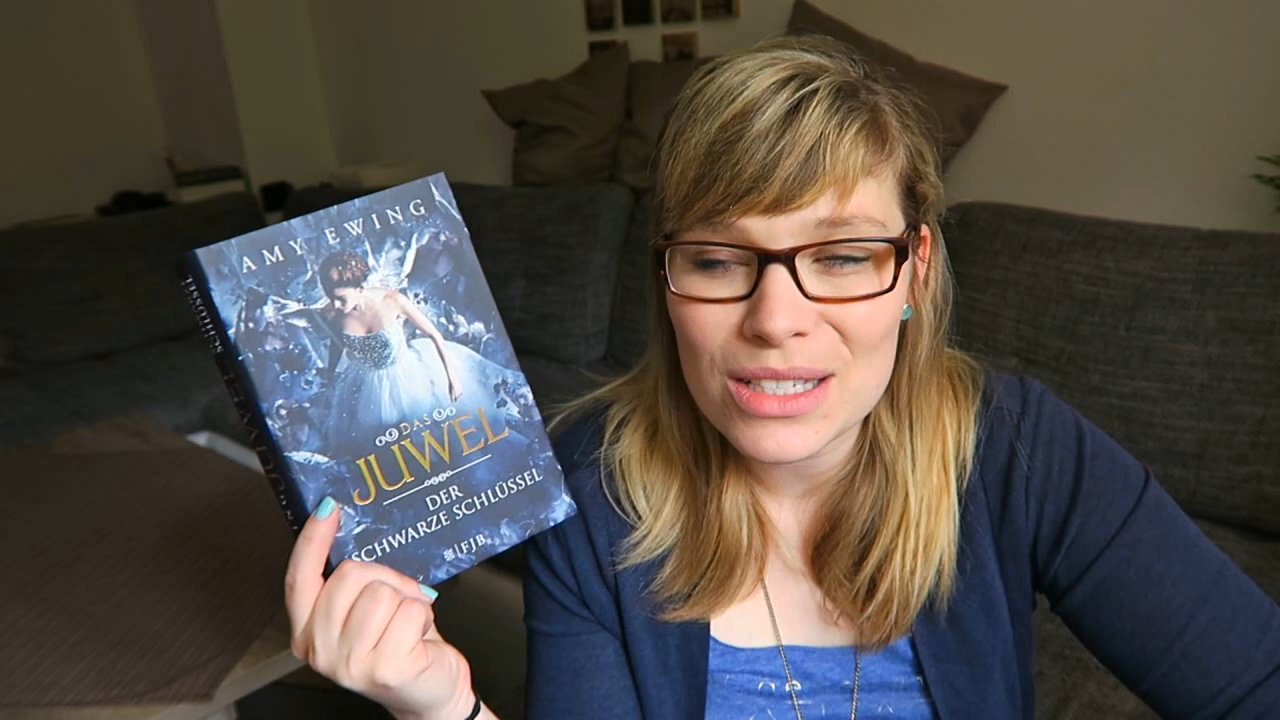 AMY EWING
DAS
JUWEL
DER
SCHWARZE SCHLÜSSEL
FJB
SCHLÜSSEL